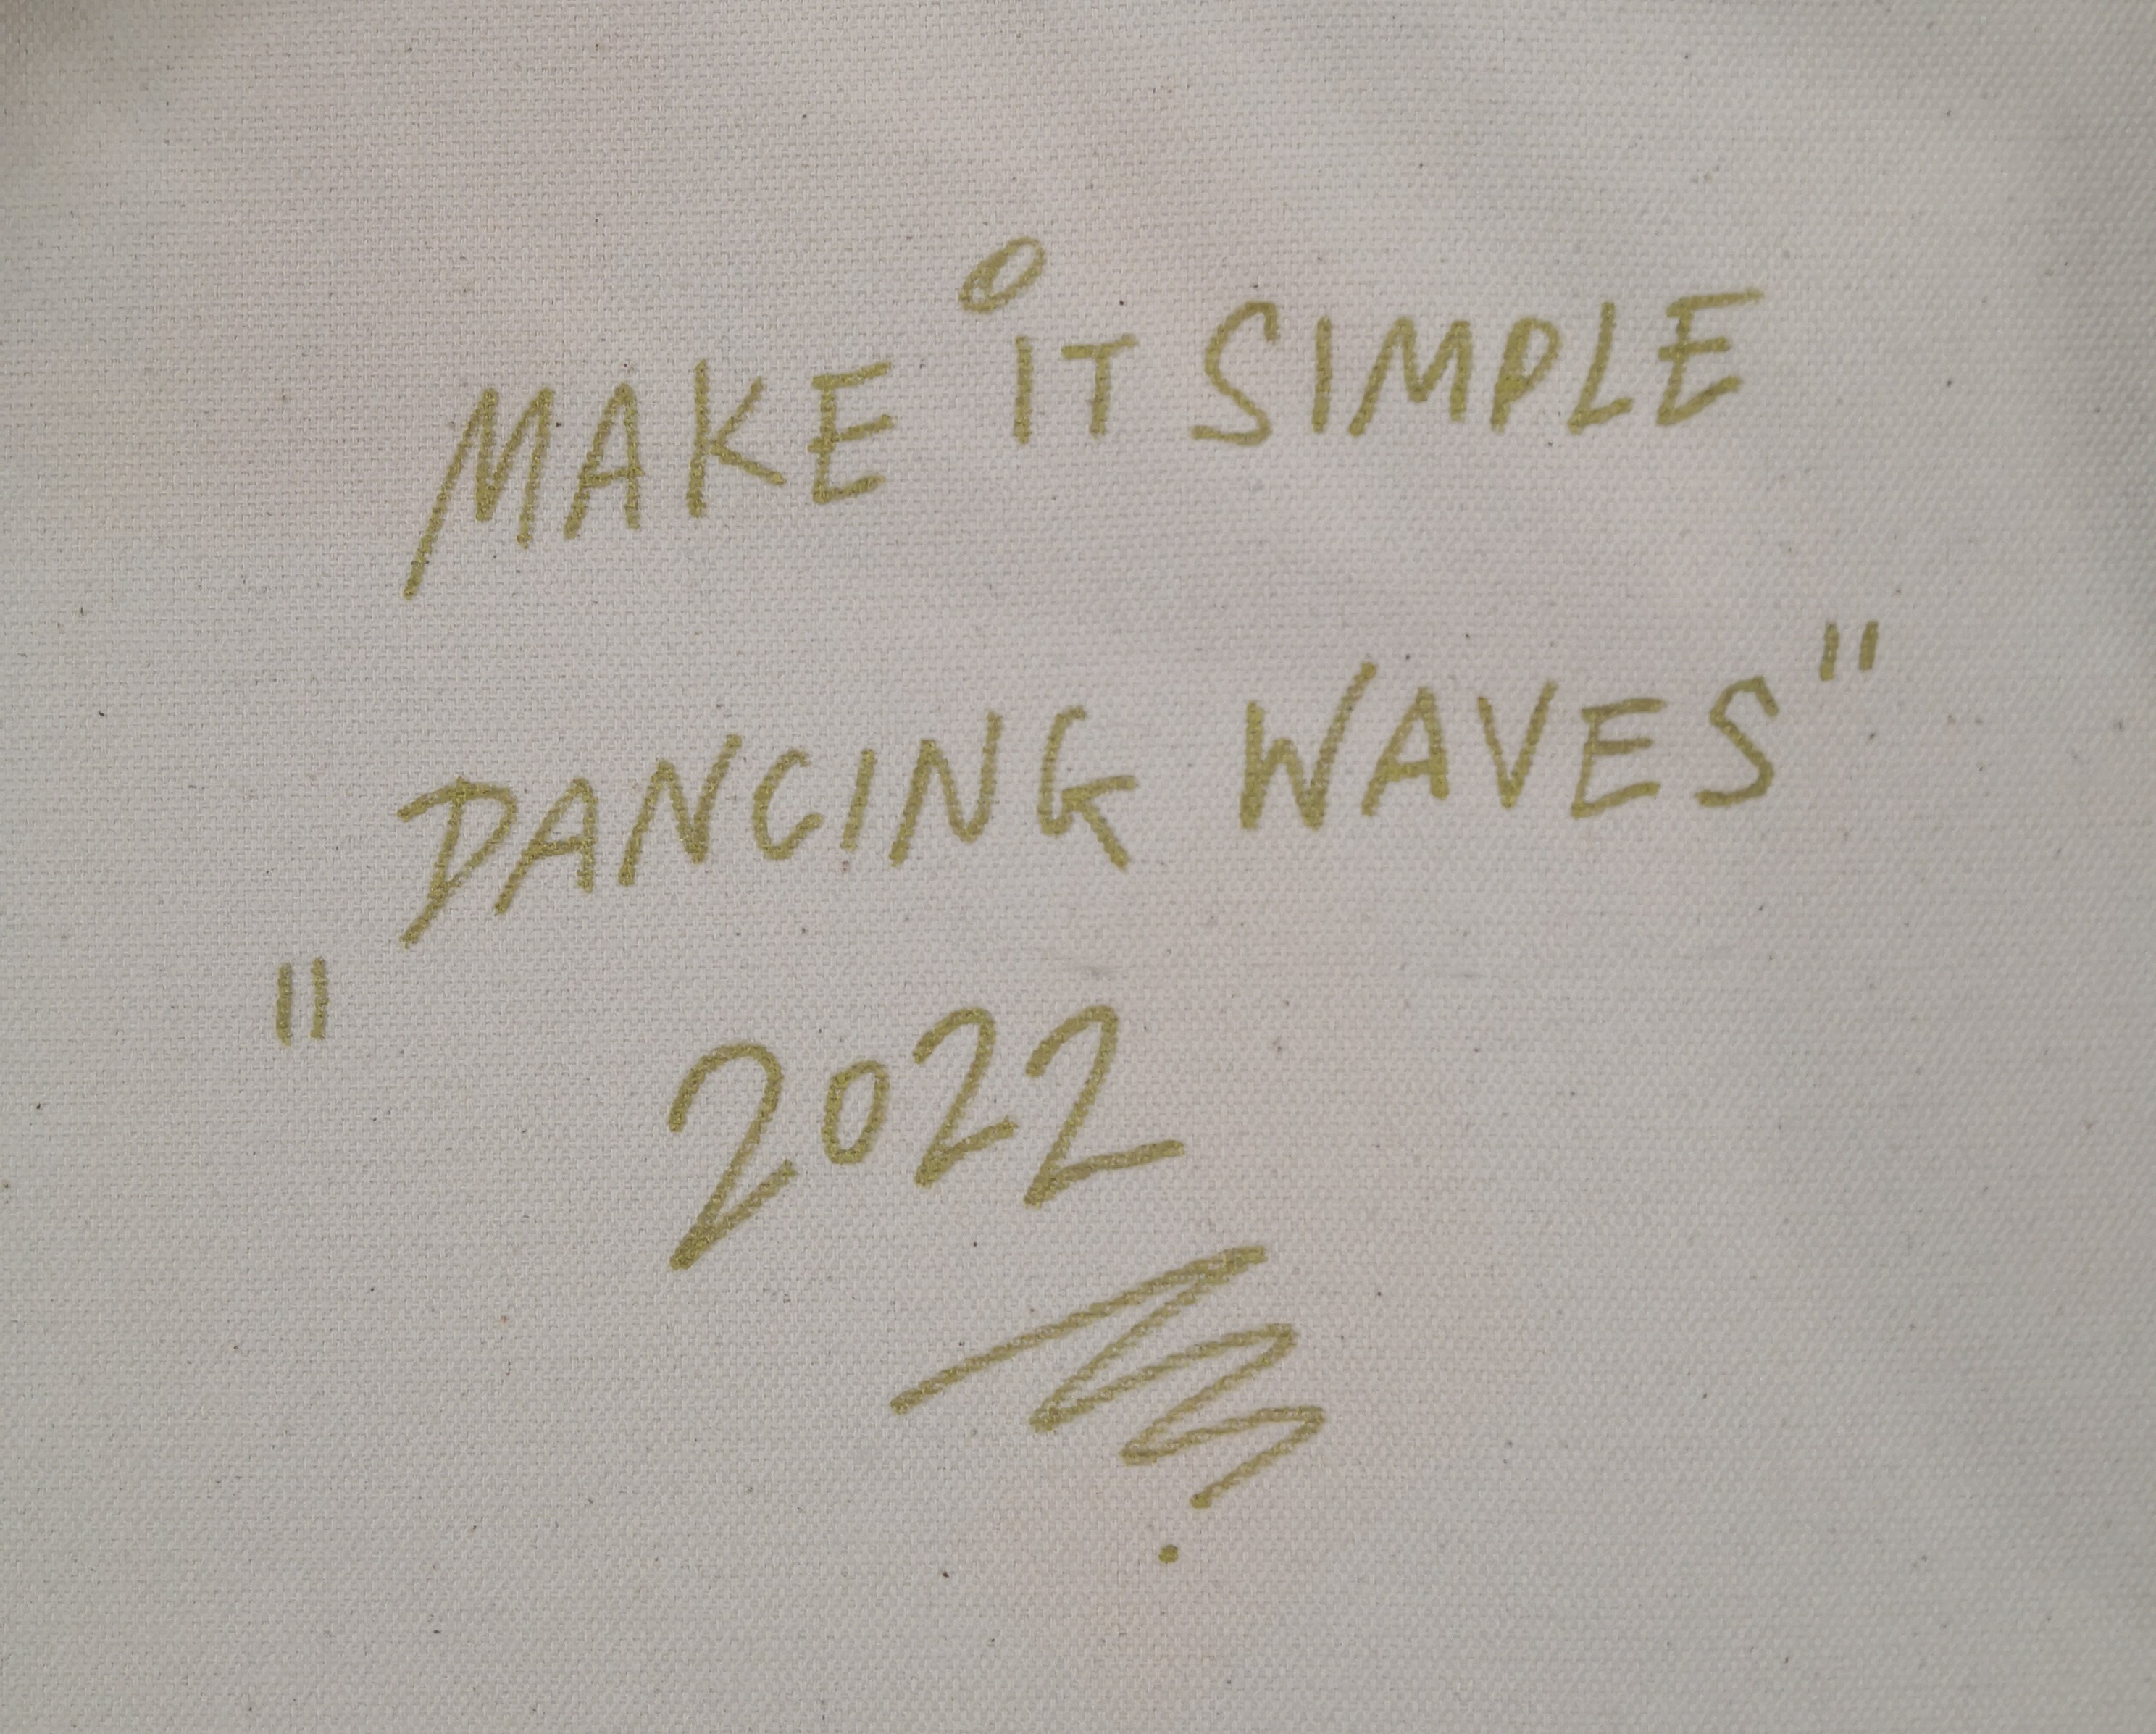 MAKE iT SIMPLE
"DANCING WAVES"
2022